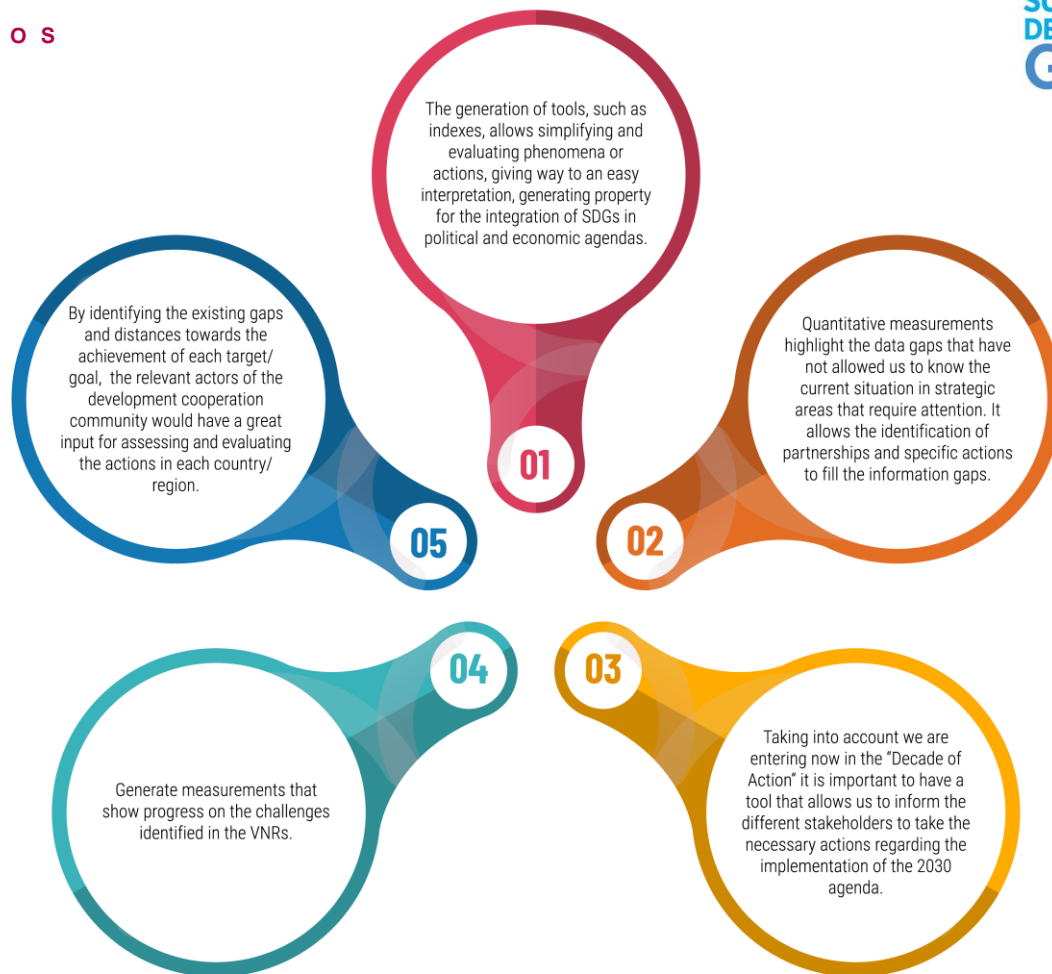 O S
DE
G
The generation of tools, such as
indexes, allows simplifying and
evaluating phenomena or
actions, giving way to an easy
interpretation, generating property
for the integration of SDGs in
political and economic agendas.
01
Quantitative measurements
highlight the data gaps that have
not allowed us to know the
current situation in strategic
areas that require attention. It
allows the identification of
partnerships and specific actions
to fill the information gaps.
02
Taking into account we are
entering now in the “Decade of
Action” it is important to have a
tool that allows us to inform the
different stakeholders to take the
necessary actions regarding the
implementation of the 2030
agenda.
03
Generate measurements that
show progress on the challenges
identified in the VNRs.
04
By identifying the existing gaps
and distances towards the
achievement of each target/
goal, the relevant actors of the
development cooperation
community would have a great
input for assessing and evaluating
the actions in each country/
region.
05